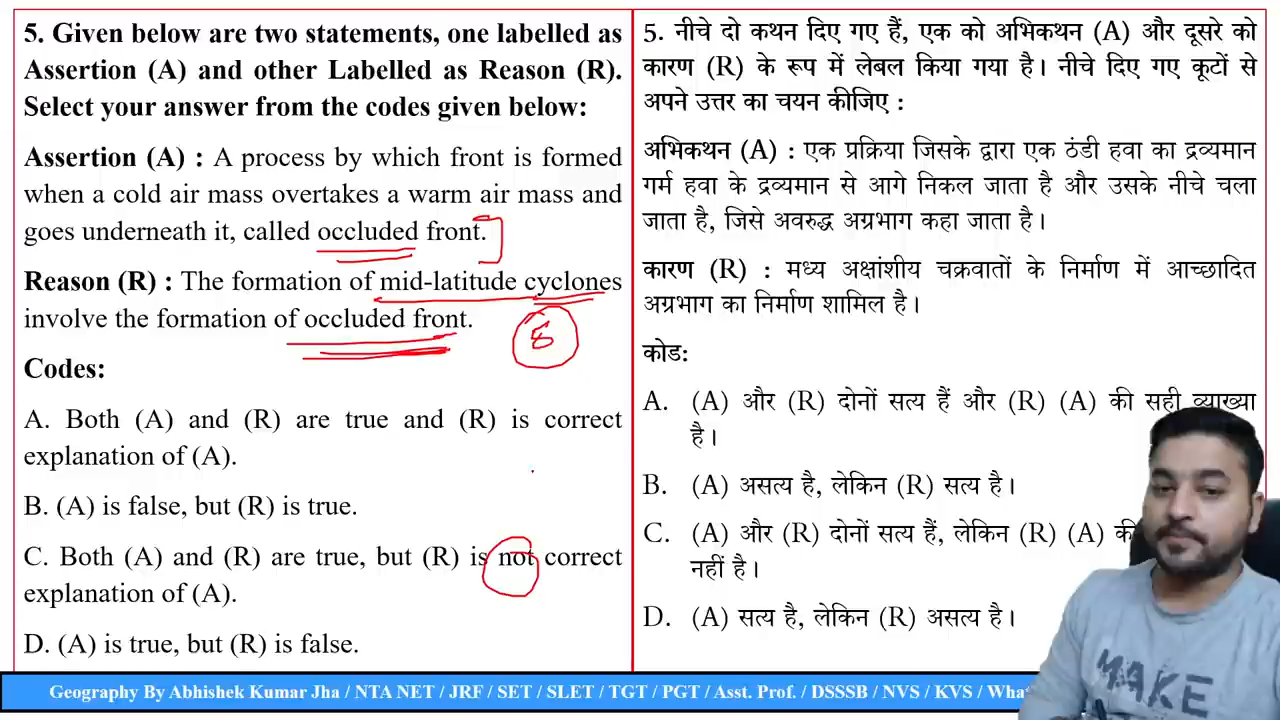 5. Given below are two statements, one labelled as
Assertion (A) and other Labelled as Reason (R).
Select your answer from the codes given below:
Assertion (A) : A process by which front is formed
when a cold air mass overtakes a warm air mass and
goes underneath it, called occluded front.
Reason (R) : The formation of mid-latitude cyclones
involve the formation of occluded front.
Codes:
A. Both (A) and (R) are true and (R) is correct
explanation of (A).
B. (A) is false, but (R) is true.
C. Both (A) and (R) are true, but (R) is not correct
explanation of (A).
D. (A) is true, but (R) is false.
5. नीचे दो कथन दिए गए हैं, एक को अभिकथन (A) और दूसरे को
कारण (R) के रूप में लेबल किया गया है। नीचे दिए गए कूटों से
अपने उत्तर का चयन कीजिए :
अभिकथन (A) : एक प्रक्रिया जिसके द्वारा एक ठंडी हवा का द्रव्यमान
गर्म हवा के द्रव्यमान से आगे निकल जाता है और उसके नीचे चला
जाता है, जिसे अवरुद्ध अग्रभाग कहा जाता है।
कारण (R) : मध्य अक्षांशीय चक्रवातों के निर्माण में आच्छादित
अग्रभाग का निर्माण शामिल है।
कोड:
A. (A) और (R) दोनों सत्य हैं और (R) (A) की सही व्याख्या
है।
B. (A) असत्य है, लेकिन (R) सत्य है।
C. (A) और (R) दोनों सत्य हैं, लेकिन (R) (A) की
नहीं है।
D. (A) सत्य है, लेकिन (R) असत्य है।
Geography By Abhishek Kumar Jha / NTA NET / JRF / SET / SLET / TGT / PGT / Asst. Prof. / DSSSB / NVS / KVS / What
MAKE